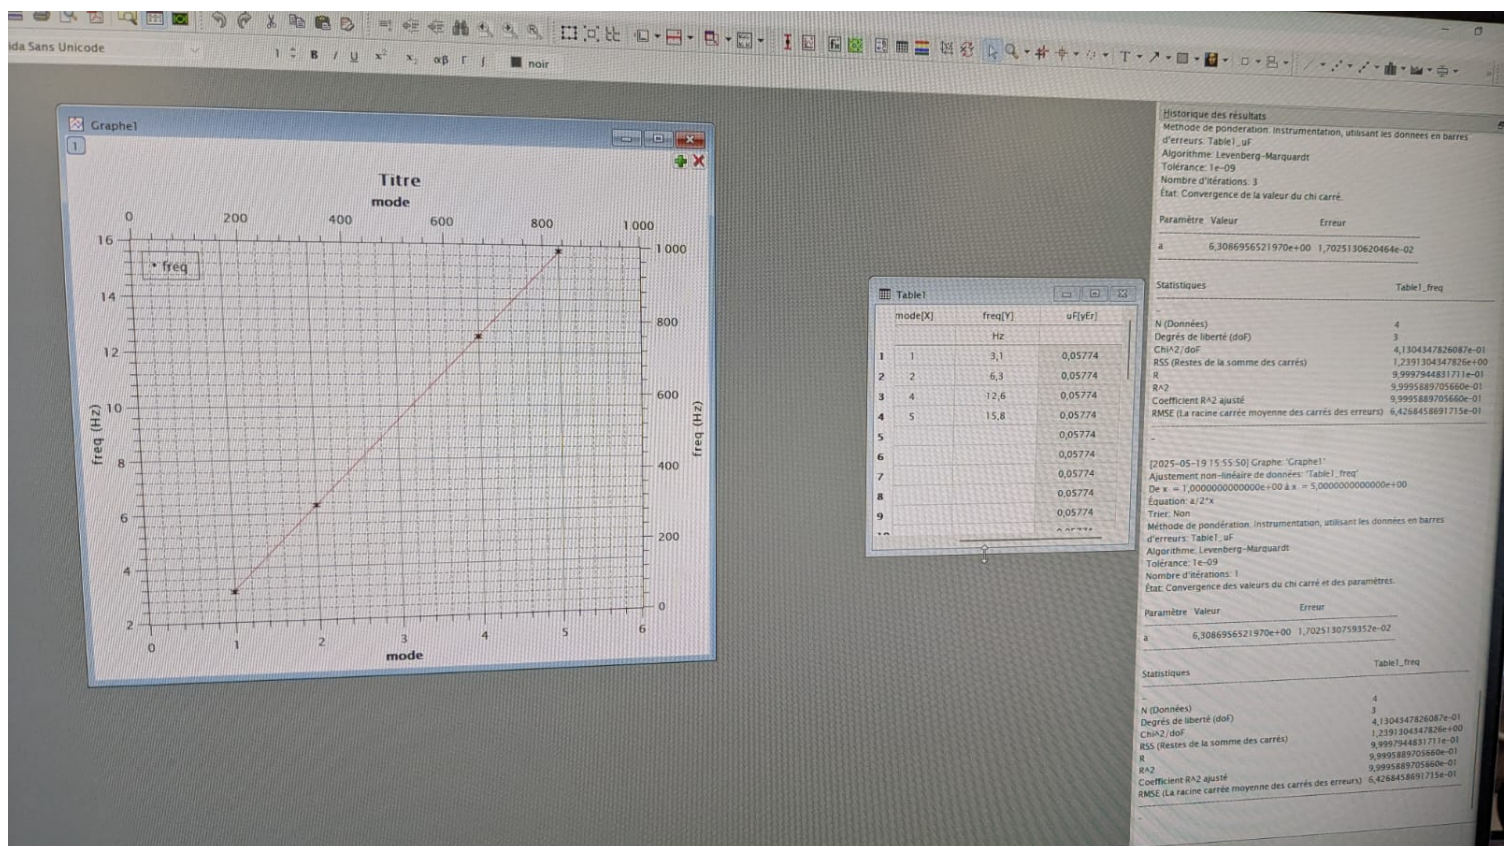 ida Sans Unicode
B I U x² x₂ αβ Γ ∫ noir
Graphe1
1
Titre
mode
0 200 400 600 800 1 000
16
14
12
10
8
6
4
2
freq
1 000
800
600
400
200
0
freq (Hz)
freq (Hz)
0 1 2 3 4 5 6
mode
Table1
mode[X] freq[Y] uF[yEr]
Hz
1 1 3,1 0,05774
2 2 6,3 0,05774
3 4 12,6 0,05774
4 5 15,8 0,05774
5 0,05774
6 0,05774
7 0,05774
8 0,05774
9 0,05774
Historique des résultats
Méthode de pondération: Instrumentation, utilisant les données en barres
d'erreurs: Table1_uF
Algorithme: Levenberg-Marquardt
Tolérance: 1e-09
Nombre d'itérations: 3
État: Convergence de la valeur du chi carré.
Paramètre Valeur Erreur
a 6,3086956521970e+00 1,7025130620464e-02
Statistiques Table1_freq
N (Données) 4
Degrés de liberté (doF) 3
Chi^2/doF 4,1304347826087e-01
RSS (Restes de la somme des carrés) 1,2391304347826e+00
R 9,9997944831711e-01
R^2 9,9995889705660e-01
Coefficient R^2 ajusté 9,9995889705660e-01
RMSE (La racine carrée moyenne des carrés des erreurs) 6,4268458691715e-01
[2025-05-19 15:55:50] Graphe: 'Graphe1'
Ajustement non-linéaire de données: 'Table1_freq'
De x = 1,0000000000000e+00 à x = 5,0000000000000e+00
Équation: a/2*x
Trier: Non
Méthode de pondération: Instrumentation, utilisant les données en barres
d'erreurs: Table1_uF
Algorithme: Levenberg-Marquardt
Tolérance: 1e-09
Nombre d'itérations: 1
État: Convergence des valeurs du chi carré et des paramètres.
Paramètre Valeur Erreur
a 6,3086956521970e+00 1,7025130759352e-02
Statistiques Table1_freq
N (Données) 4
Degrés de liberté (doF) 3
Chi^2/doF 4,1304347826087e-01
RSS (Restes de la somme des carrés) 1,2391304347826e+00
R 9,9997944831711e-01
R^2 9,9995889705660e-01
Coefficient R^2 ajusté 9,9995889705660e-01
RMSE (La racine carrée moyenne des carrés des erreurs) 6,4268458691715e-01